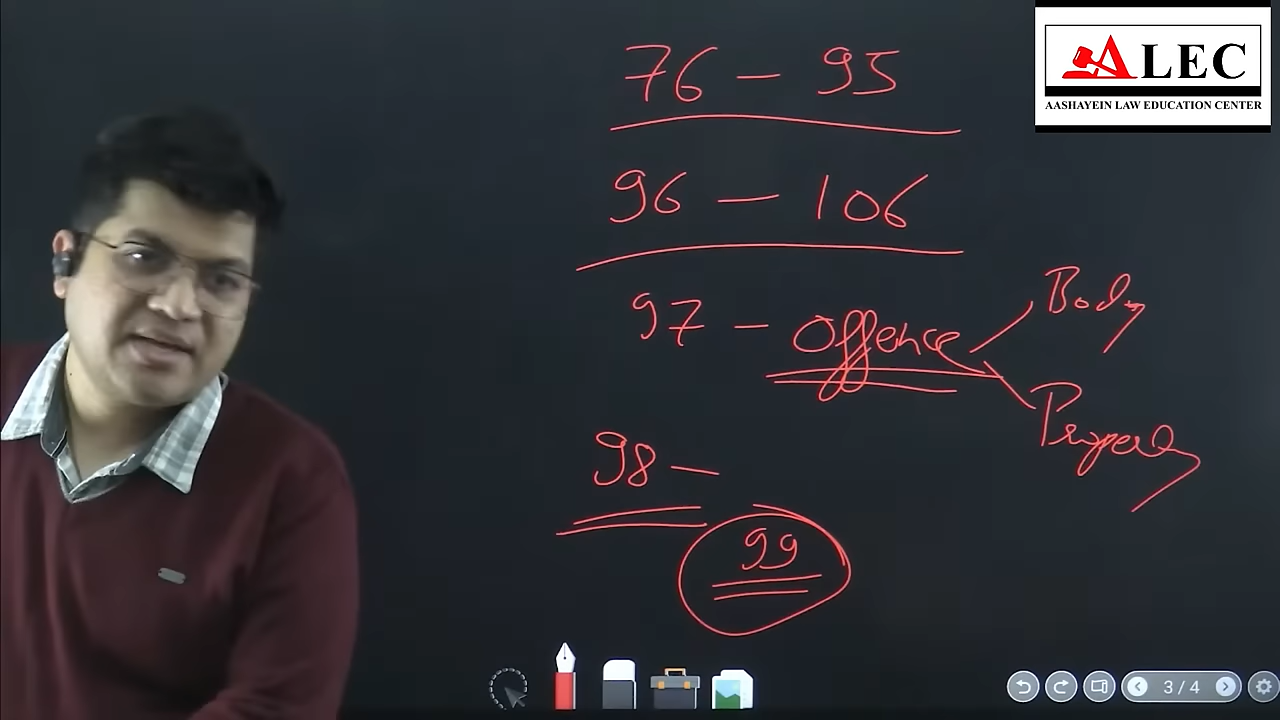 76 - 95
96 - 106
97 - Offence
Body
Property
98 -
99
ALEC
AASHAYEIN LAW EDUCATION CENTER
3 / 4